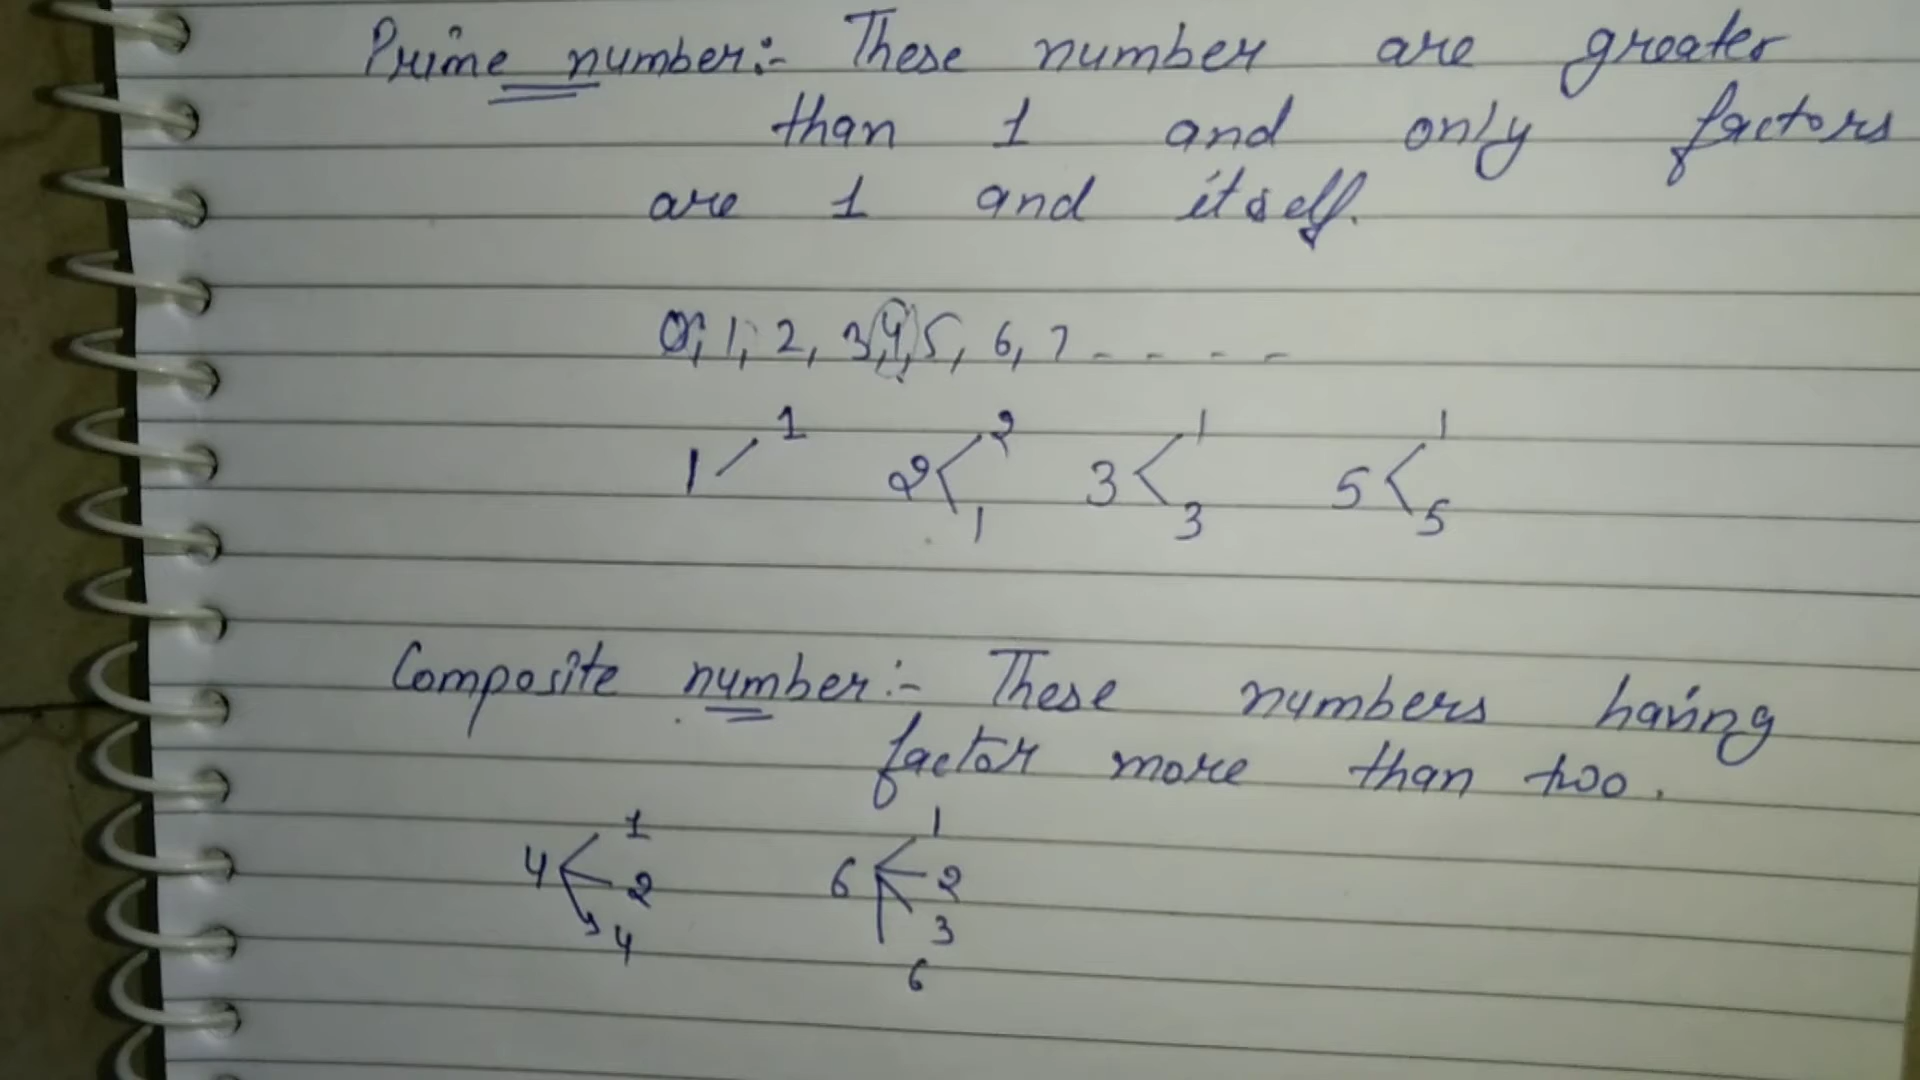 Prime number:- These number are greater
than 1 and only factors
are 1 and itself.
0, 1, 2, 3, 4, 5, 6, 7 - - - -
1 2 1 1
1 2 3 5
1 3 5
Composite number:- These numbers having
factor more than two.
1 1
4 2 6 2
4 3
6